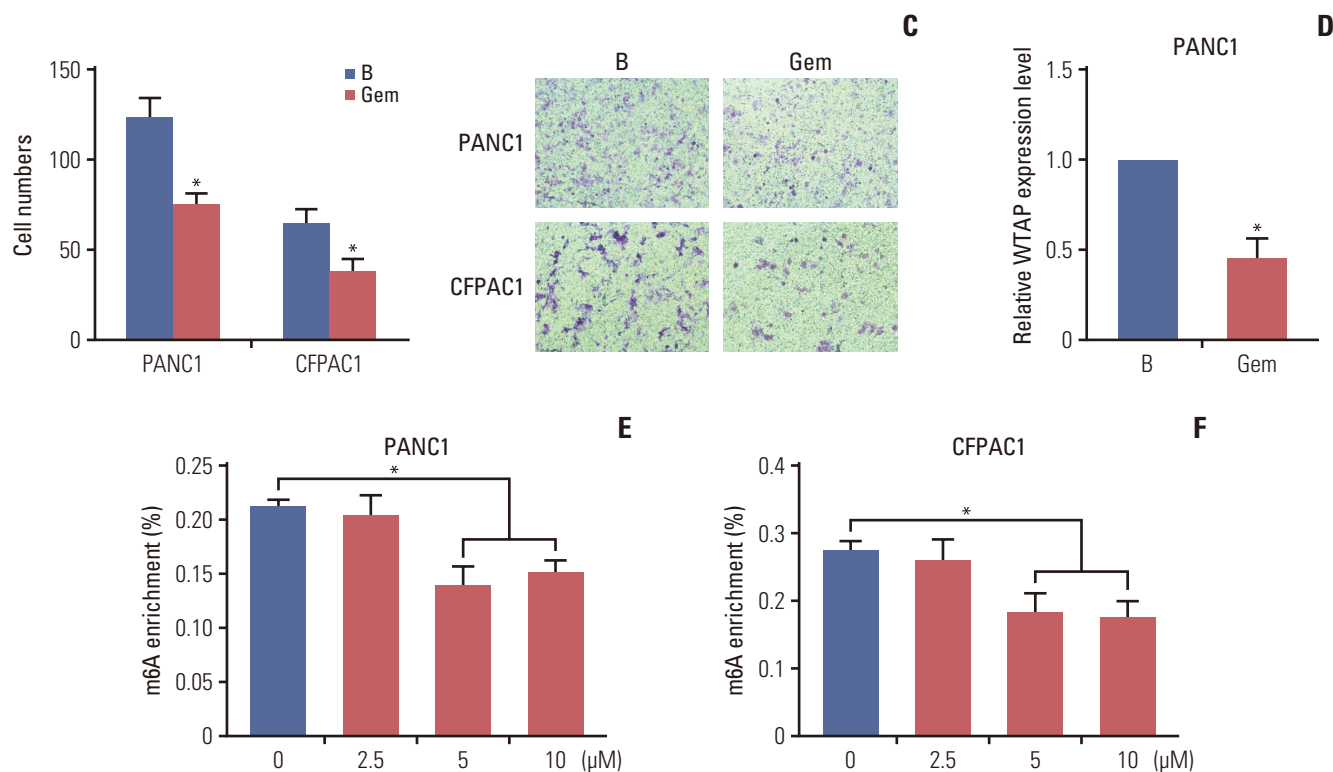 C
150
100
50
0
Cell numbers
B
Gem
*
*
PANC1
CFPAC1
B
Gem
PANC1
CFPAC1
D
PANC1
1.5
1.0
0.5
0
Relative WTAP expression level
*
B
Gem
E
PANC1
0.25
0.20
0.15
0.10
0.05
0
m6A enrichment (%)
*
0 2.5 5 10 (µM)
F
CFPAC1
0.4
0.3
0.2
0.1
0
m6A enrichment (%)
*
0 2.5 5 10 (µM)